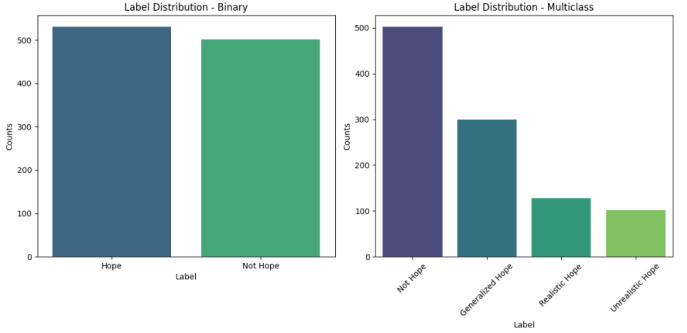 Label Distribution - Binary
Counts
500
400
300
200
100
0
Hope Not Hope
Label
Label Distribution - Multiclass
Counts
500
400
300
200
100
0
Not Hope Generalized Hope Realistic Hope Unrealistic Hope
Label